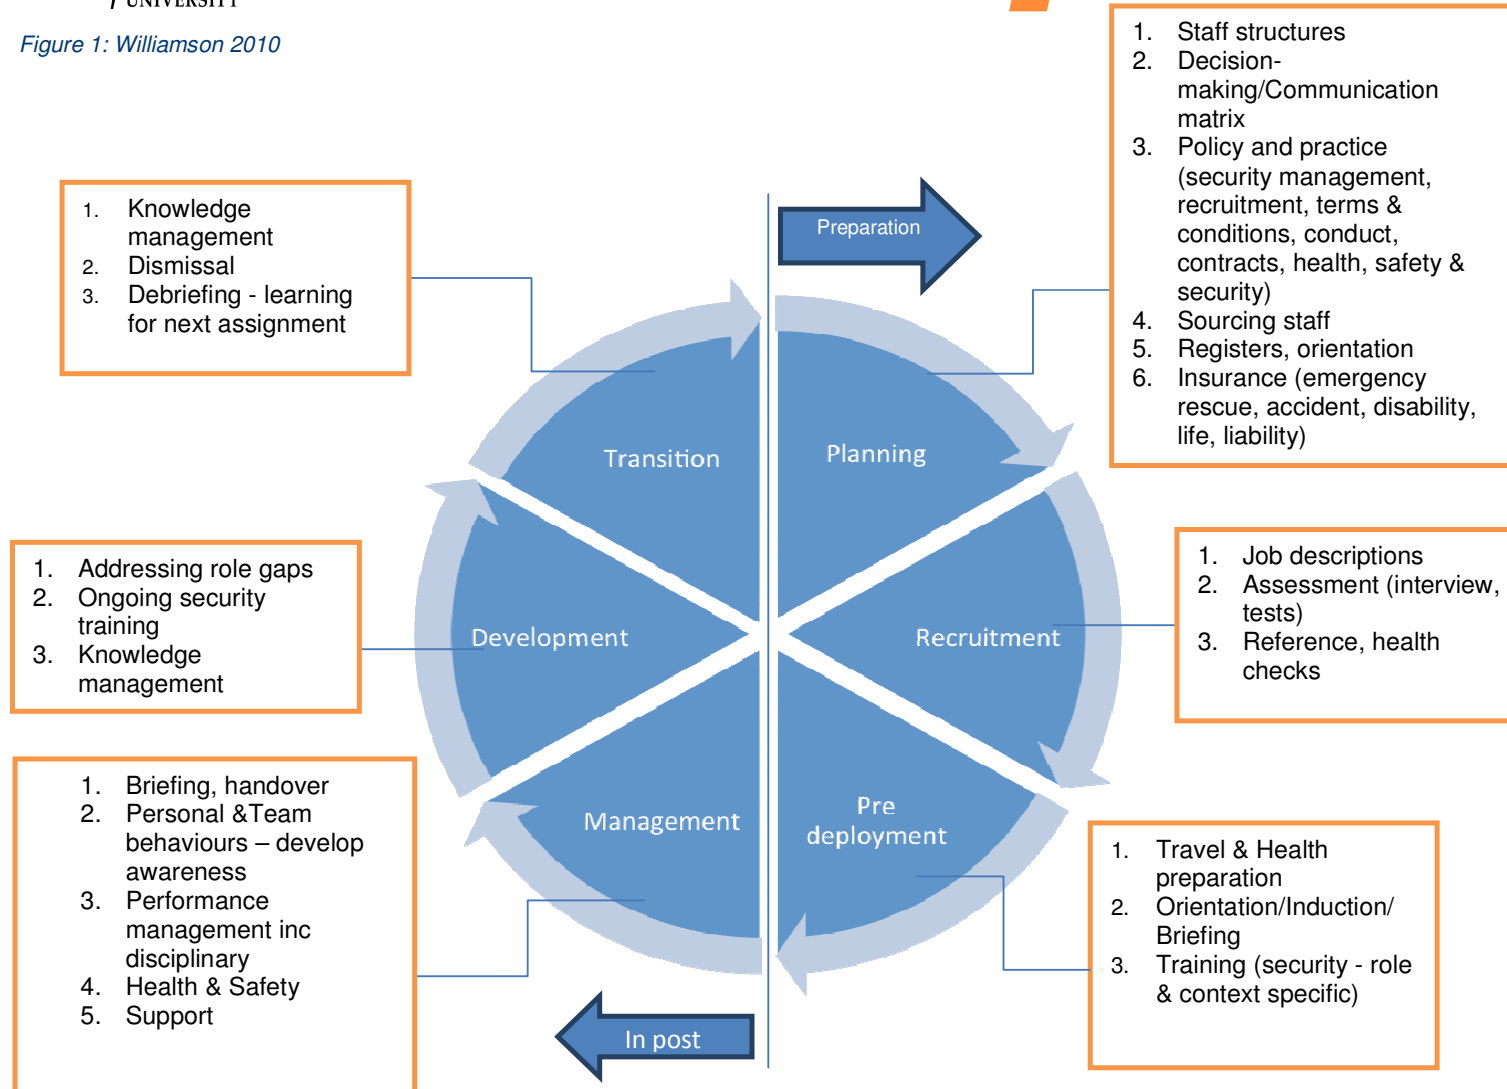 UNIVERSITY
Figure 1: Williamson 2010
1. Staff structures
2. Decision-
making/Communication
matrix
3. Policy and practice
(security management,
recruitment, terms &
conditions, conduct,
contracts, health, safety &
security)
4. Sourcing staff
5. Registers, orientation
6. Insurance (emergency
rescue, accident, disability,
life, liability)
1. Knowledge
management
2. Dismissal
3. Debriefing - learning
for next assignment
Preparation
Transition
Planning
1. Addressing role gaps
2. Ongoing security
training
3. Knowledge
management
Development
Recruitment
1. Job descriptions
2. Assessment (interview,
tests)
3. Reference, health
checks
1. Briefing, handover
2. Personal &Team
behaviours – develop
awareness
3. Performance
management inc
disciplinary
4. Health & Safety
5. Support
Management
Pre
deployment
1. Travel & Health
preparation
2. Orientation/Induction/
Briefing
3. Training (security - role
& context specific)
In post